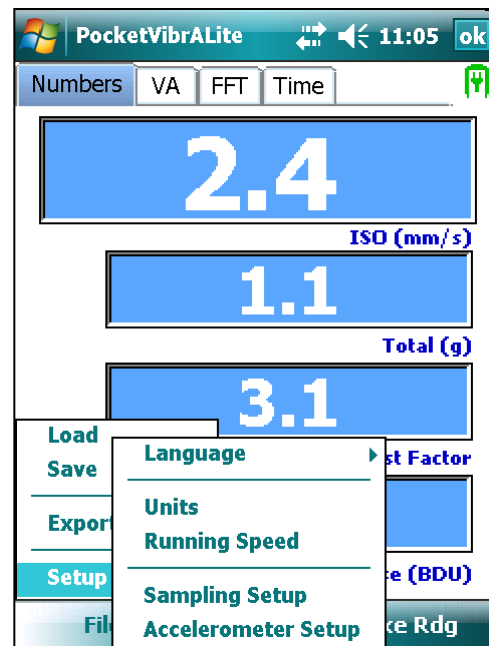 PocketVibrALite 11:05 ok
Numbers VA FFT Time
2.4
ISO (mm/s)
1.1
Total (g)
3.1
st Factor
Load
Save
Export
Setup
Language
Units
Running Speed
Sampling Setup
Accelerometer Setup
e (BDU)
Fil
ke Rdg